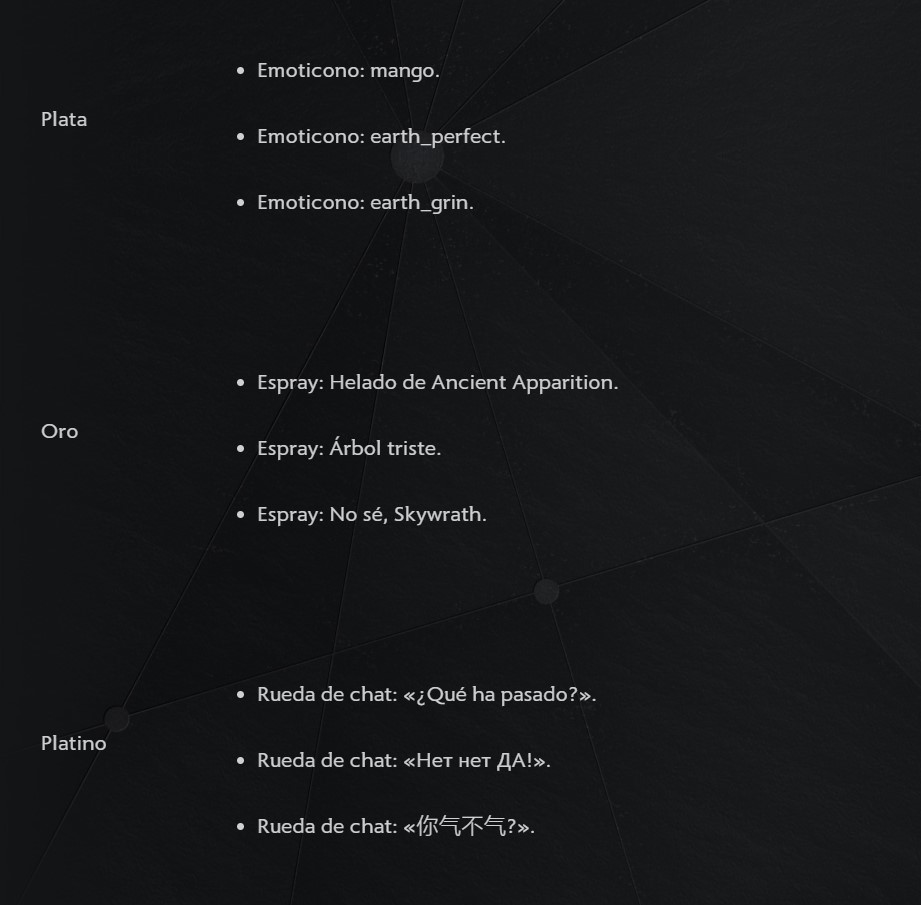 Plata
• Emoticono: mango.
• Emoticono: earth_perfect.
• Emoticono: earth_grin.
Oro
• Espray: Helado de Ancient Apparition.
• Espray: Árbol triste.
• Espray: No sé, Skywrath.
Platino
• Rueda de chat: «¿Qué ha pasado?».
• Rueda de chat: «Нет нет ДА!».
• Rueda de chat: «你气不气?».